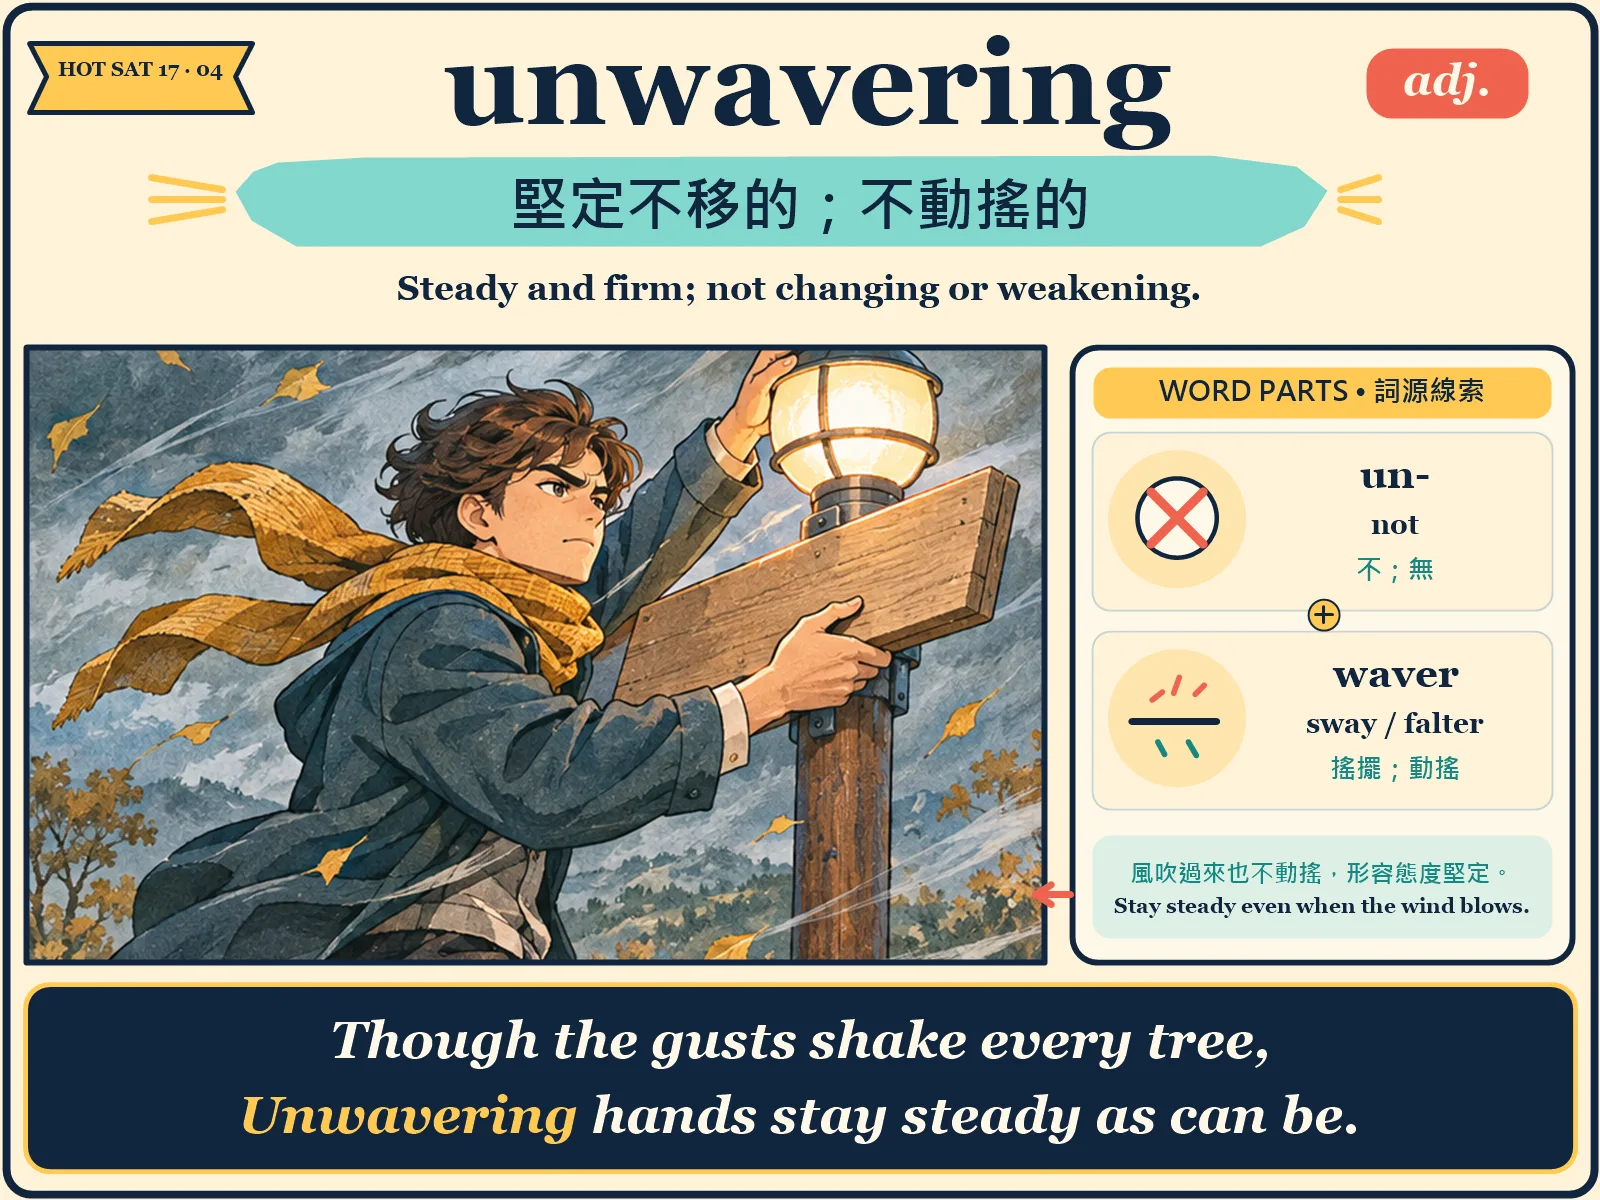 HOT SAT 17 · 04
unwavering
adj.
堅定不移的；不動搖的
Steady and firm; not changing or weakening.
WORD PARTS • 詞源線索
un-
not
不；無
waver
sway / falter
搖擺；動搖
風吹過來也不動搖，形容態度堅定。
Stay steady even when the wind blows.
Though the gusts shake every tree,
Unwavering hands stay steady as can be.